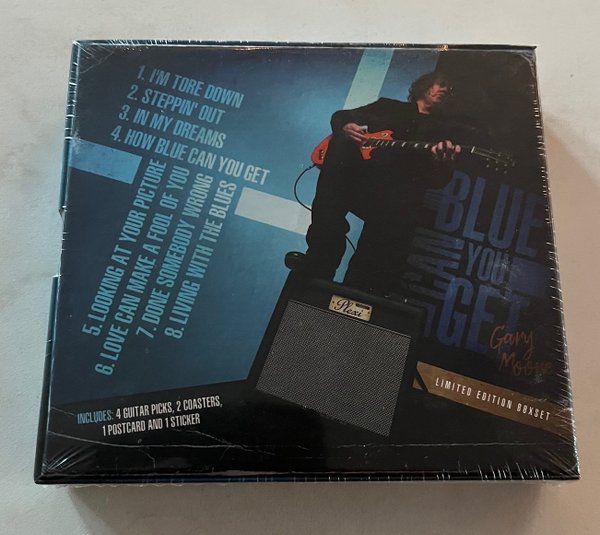 1. I'M TORE DOWN
2. STEPPIN' OUT
3. IN MY DREAMS
4. HOW BLUE CAN YOU GET
5. LOOKING AT YOUR PICTURE
6. LOVE CAN MAKE A FOOL OF YOU
7. DONE SOMEBODY WRONG
8. LIVING WITH THE BLUES
BLUE
CAN
YOU
GET
Gary
Moore
Plexi
LIMITED EDITION BOXSET
INCLUDES: 4 GUITAR PICKS, 2 COASTERS,
1 POSTCARD AND 1 STICKER